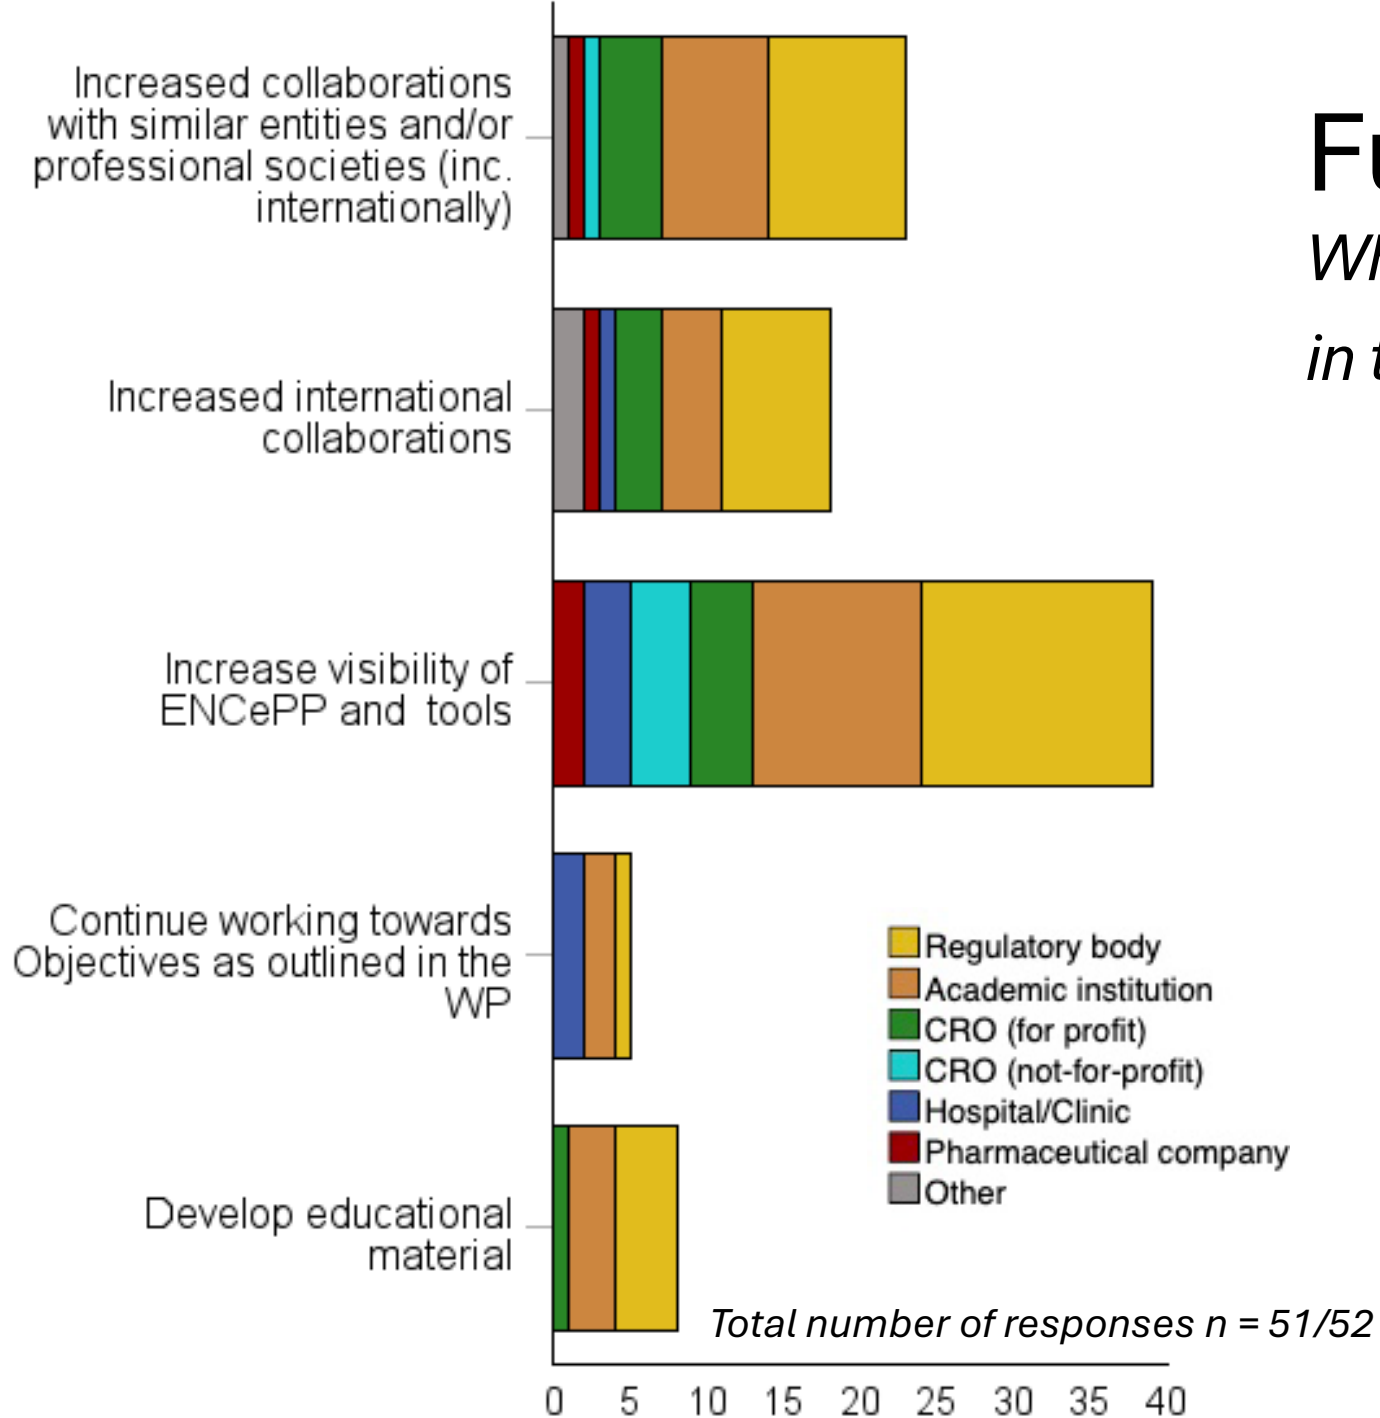 Increased collaborations
with similar entities and/or
professional societies (inc.
internationally)
Increased international
collaborations
Increase visibility of
ENCePP and  tools
Continue working towards
Objectives as outlined in the
WP
Develop educational
material
Regulatory body
Academic institution
CRO (for profit)
CRO (not-for-profit)
Hospital/Clinic
Pharmaceutical company
Other
Total number of responses n = 51/52
0 5 10 15 20 25 30 35 40
in